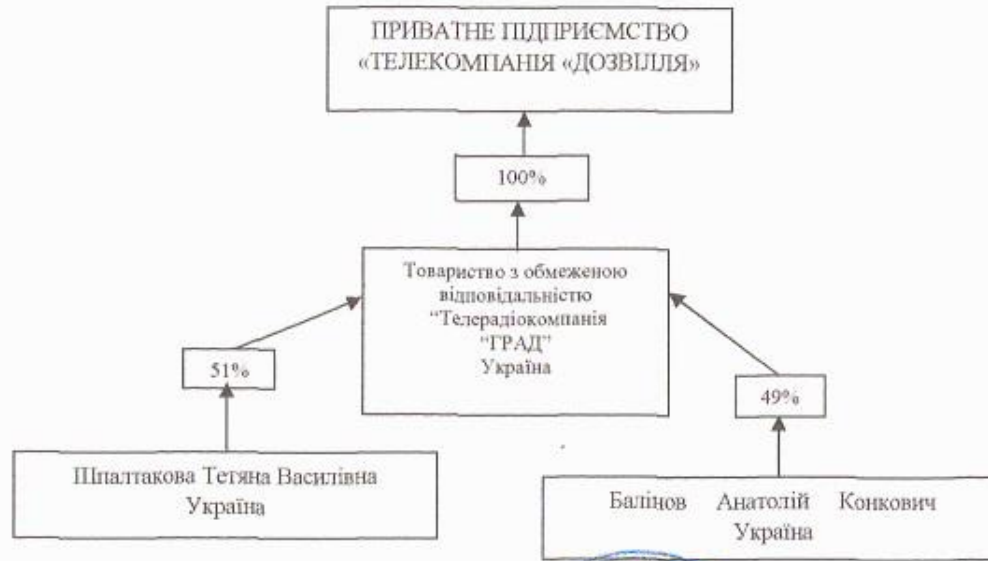 ПРИВАТНЕ ПІДПРИЄМСТВО
«ТЕЛЕКОМПАНІЯ «ДОЗВІЛЛЯ»
100%
Товариство з обмеженою
відповідальністю
“Телерадіокомпанія
“ГРАД”
Україна
51%
49%
Шпалтакова Тетяна Василівна
Україна
Балінов Анатолій Конкович
Україна